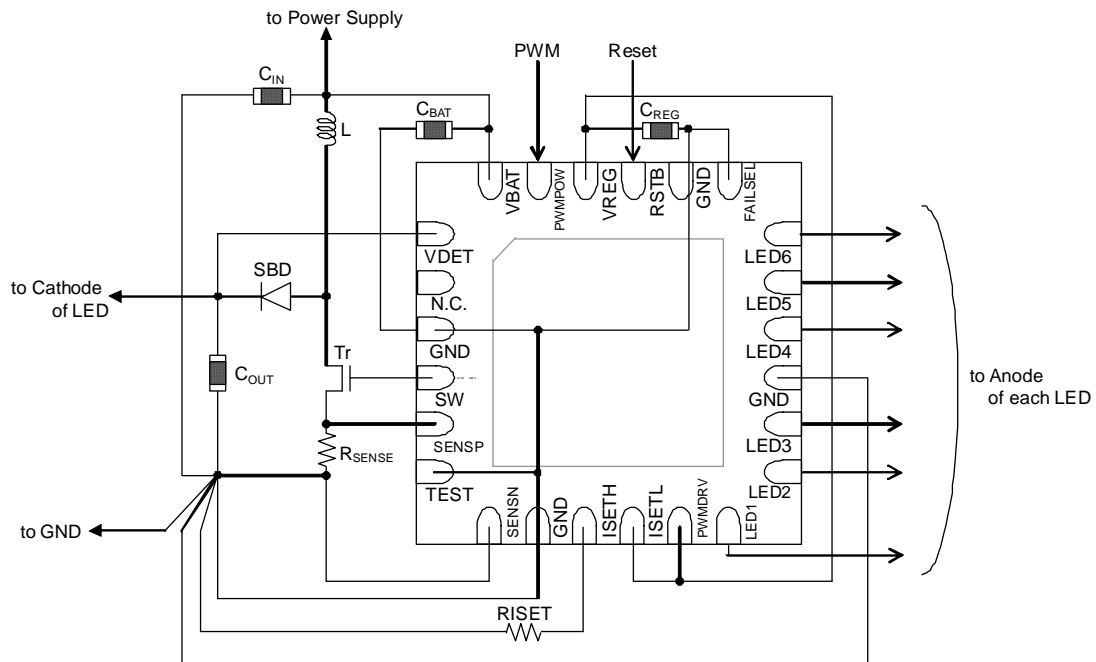 to Power Supply
PWM
Reset
CIN
CBAT
CREG
L
VBAT
PWMPOW
VREG
RSTB
GND
FAILSEL
VDET
LED6
SBD
to Cathode
of LED
N.C.
LED5
GND
LED4
Tr
COUT
SW
GND
to Anode
of each LED
SENSP
LED3
RSENSE
TEST
LED2
to GND
SENSN
GND
ISETH
ISETL
PWMDRV
LED1
RISET